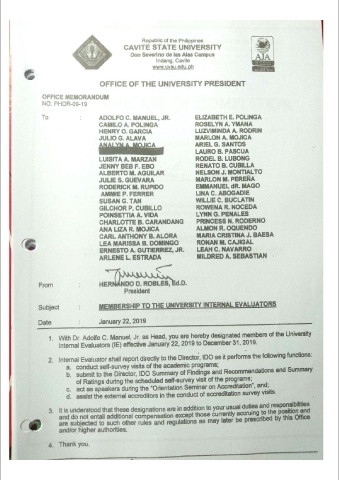 Republic of the Philippines
CAVITE STATE UNIVERSITY
Don Severino de las Alas Campus
Indang, Cavite
www.cvsu.edu.ph
OFFICE OF THE UNIVERSITY PRESIDENT
OFFICE MEMORANDUM
NO: PHDR-09-19
To :
ADOLFO C. MANUEL, JR.
CAMILO A. POLINGA
HENRY O. GARCIA
JULIO G. ALAVA
ANALYN A. MOJICA
LUISITA A. MARZAN
JENNY BEB F. EBO
ALBERTO M. AGUILAR
JULIE S. GUEVARA
RODERICK M. RUPIDO
AMMIE P. FERRER
SUSAN G. TAN
GILCHOR P. CUBILLO
POINSETTIA A. VIDA
CHARLOTTE B. CARANDANG
ANA LIZA R. MOJICA
CARL ANTHONY B. ALORA
LEA MARISSA B. DOMINGO
ERNESTO A. GUTIERREZ, JR.
ARLENE L. ESTRADA
ELIZABETH E. POLINGA
ROSELYN A. YMANA
LUZVIMINDA A. RODRIN
MARLON A. MOJICA
ARIEL G. SANTOS
LAURO B. PASCUA
RODEL B. LUBONG
RENATO B. CUBILLA
NELSON J. MONTIALTO
MARLON M. PEREÑA
EMMANUEL dR. MAGO
LINA C. ABOGADIE
WILLIE C. BUCLATIN
ROWENA R. NOCEDA
LYNN G. PENALES
PRINCESS N. RODERNO
ALMON R. OQUENDO
MARIA CRISTINA J. BAESA
RONAN M. CAJIGAL
LEAH C. NAVARRO
MILDRED A. SEBASTIAN
From : HERNANDO D. ROBLES, Ed.D.
President
Subject : MEMBERSHIP TO THE UNIVERSITY INTERNAL EVALUATORS
Date : January 22, 2019
1. With Dr. Adolfo C. Manuel, Jr. as Head, you are hereby designated members of the University
Internal Evaluators (IE) effective January 22, 2019 to December 31, 2019.
2. Internal Evaluator shall report directly to the Director, IDO as it performs the following functions:
a. conduct self-survey visits of the academic programs;
b. submit to the Director, IDO Summary of Findings and Recommendations and Summary
of Ratings during the scheduled self-survey visit of the programs;
c. act as speakers during the "Orientation Seminar on Accreditation", and;
d. assist the external accreditors in the conduct of accreditation survey visits.
3. It is understood that these designations are in addition to your usual duties and responsibilities
and do not entail additional compensation except those currently accruing to the position and
are subjected to such other rules and regulations as may later be prescribed by this Office
and/or higher authorities.
4. Thank you.